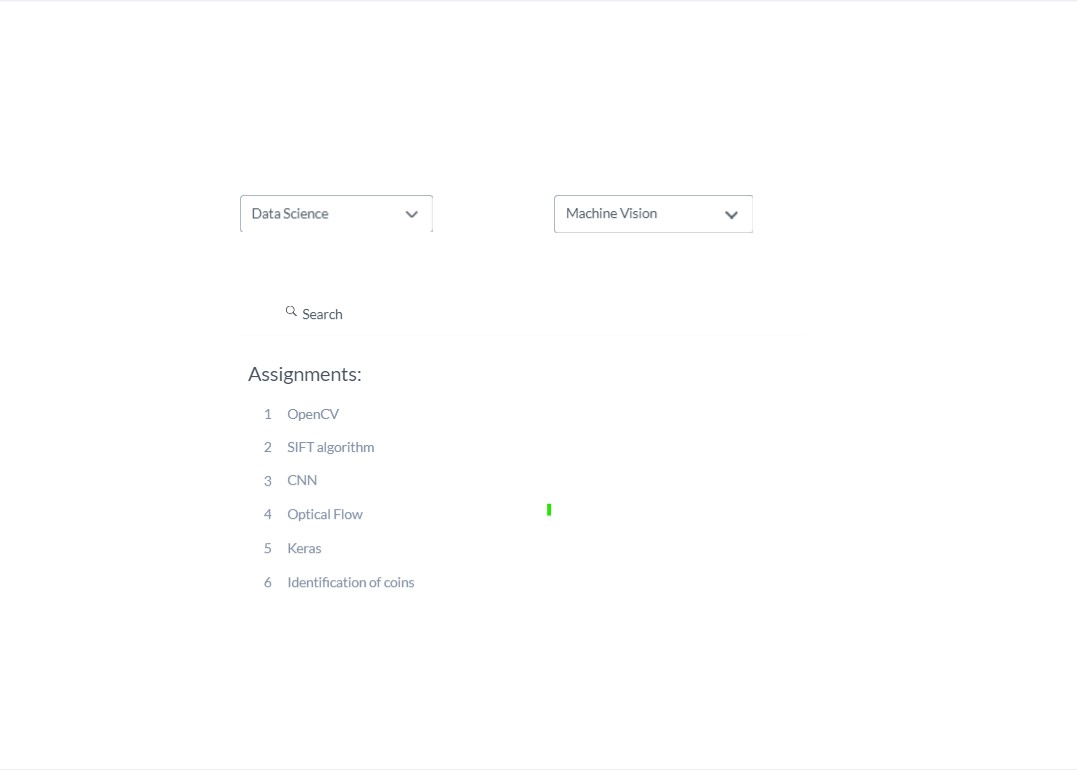 Data Science
Machine Vision
Search
Assignments:
1 OpenCV
2 SIFT algorithm
3 CNN
4 Optical Flow
5 Keras
6 Identification of coins